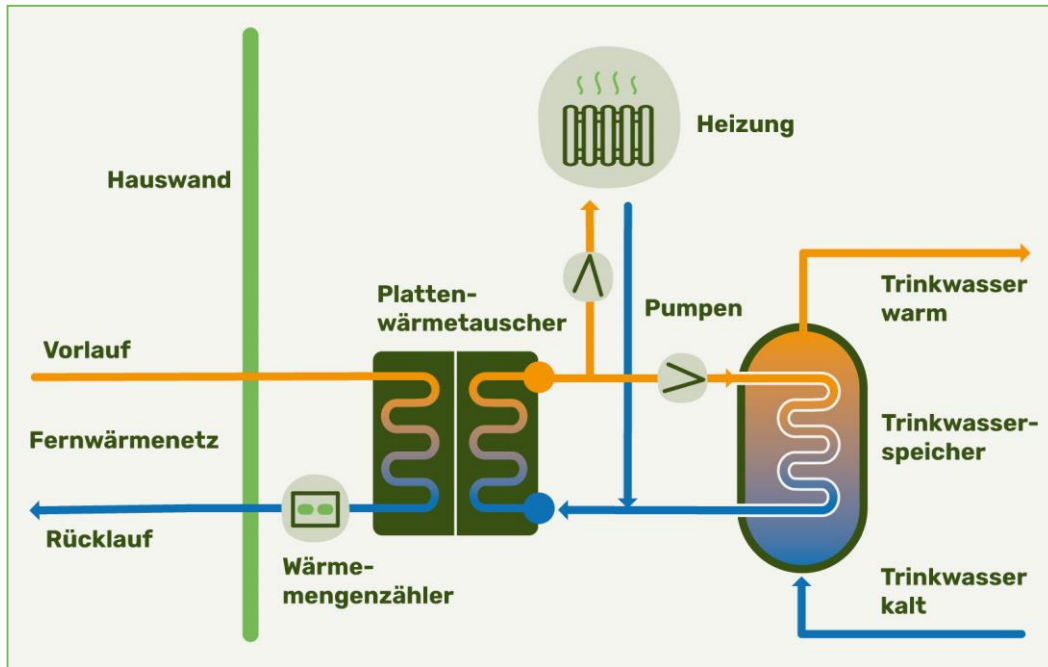 Heizung
Hauswand
Trinkwasser
warm
Platten-
wärmetauscher
Pumpen
Vorlauf
Trinkwasser-
speicher
Fernwärmenetz
Rücklauf
Wärme-
mengenzähler
Trinkwasser
kalt